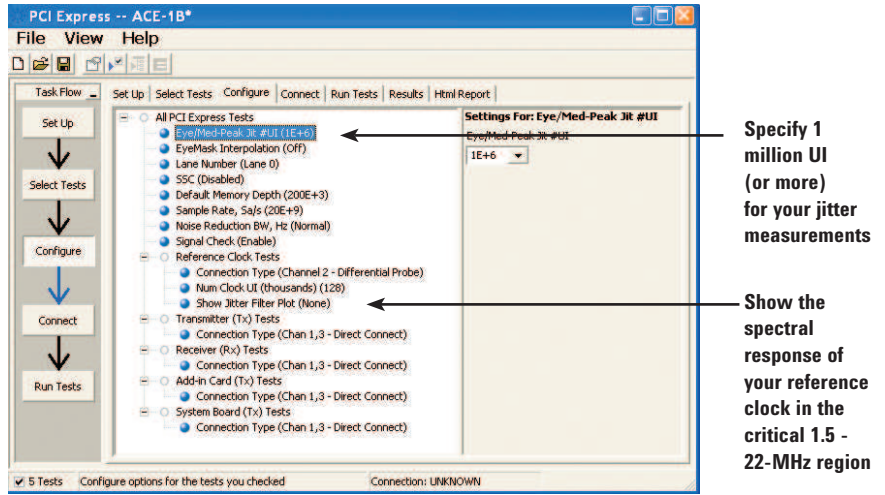 PCI Express -- ACE-1B*
File View Help
Task Flow
Set Up
Select Tests
Configure
Connect
Run Tests
Set Up Select Tests Configure Connect Run Tests Results Html Report
All PCI Express Tests
Eye/Med-Peak Jit #UI (1E+6)
EyeMask Interpolation (Off)
Lane Number (Lane 0)
SSC (Disabled)
Default Memory Depth (200E+3)
Sample Rate, Sa/s (20E+9)
Noise Reduction BW, Hz (Normal)
Signal Check (Enable)
Reference Clock Tests
Connection Type (Channel 2 - Differential Probe)
Num Clock UI (thousands) (128)
Show Jitter Filter Plot (None)
Transmitter (Tx) Tests
Connection Type (Chan 1,3 - Direct Connect)
Receiver (Rx) Tests
Connection Type (Chan 1,3 - Direct Connect)
Add-in Card (Tx) Tests
Connection Type (Chan 1,3 - Direct Connect)
System Board (Tx) Tests
Connection Type (Chan 1,3 - Direct Connect)
Settings For: Eye/Med-Peak Jit #UI
Eye/Med-Peak Jit #UI
1E+6
5 Tests Configure options for the tests you checked Connection: UNKNOWN
Specify 1
million UI
(or more)
for your jitter
measurements
Show the
spectral
response of
your reference
clock in the
critical 1.5 -
22-MHz region